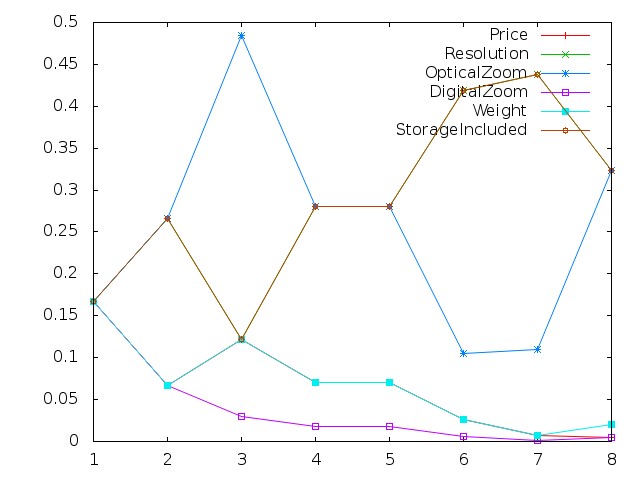 0.5
0.45
0.4
0.35
0.3
0.25
0.2
0.15
0.1
0.05
0
1 2 3 4 5 6 7 8
Price
Resolution
OpticalZoom
DigitalZoom
Weight
StorageIncluded